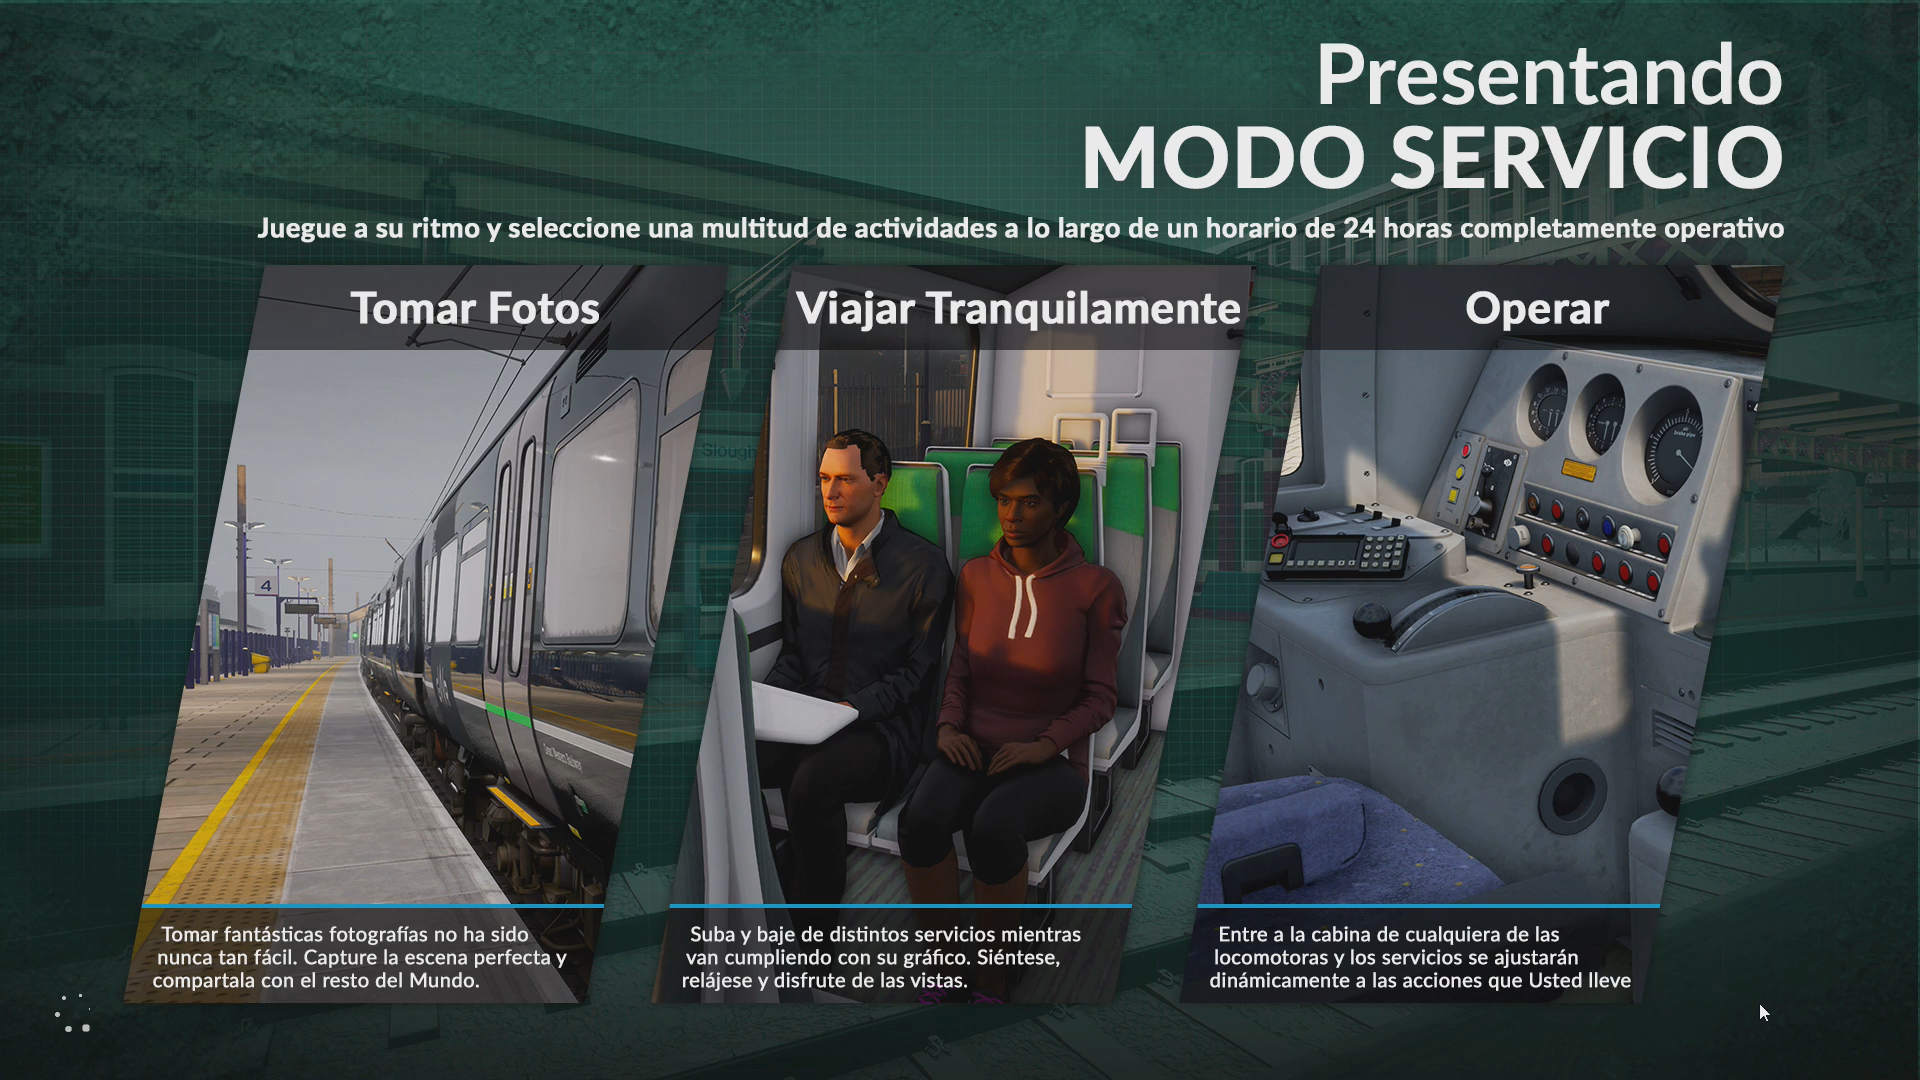 Presentando
MODO SERVICIO
Juegue a su ritmo y seleccione una multitud de actividades a lo largo de un horario de 24 horas completamente operativo
Tomar Fotos
Viajar Tranquilamente
Operar
Slough
4
Tomar fantásticas fotografías no ha sido
nunca tan fácil. Capture la escena perfecta y
compartala con el resto del Mundo.
Suba y baje de distintos servicios mientras
van cumpliendo con su gráfico. Siéntese,
relájese y disfrute de las vistas.
Entre a la cabina de cualquiera de las
locomotoras y los servicios se ajustarán
dinámicamente a las acciones que Usted lleve